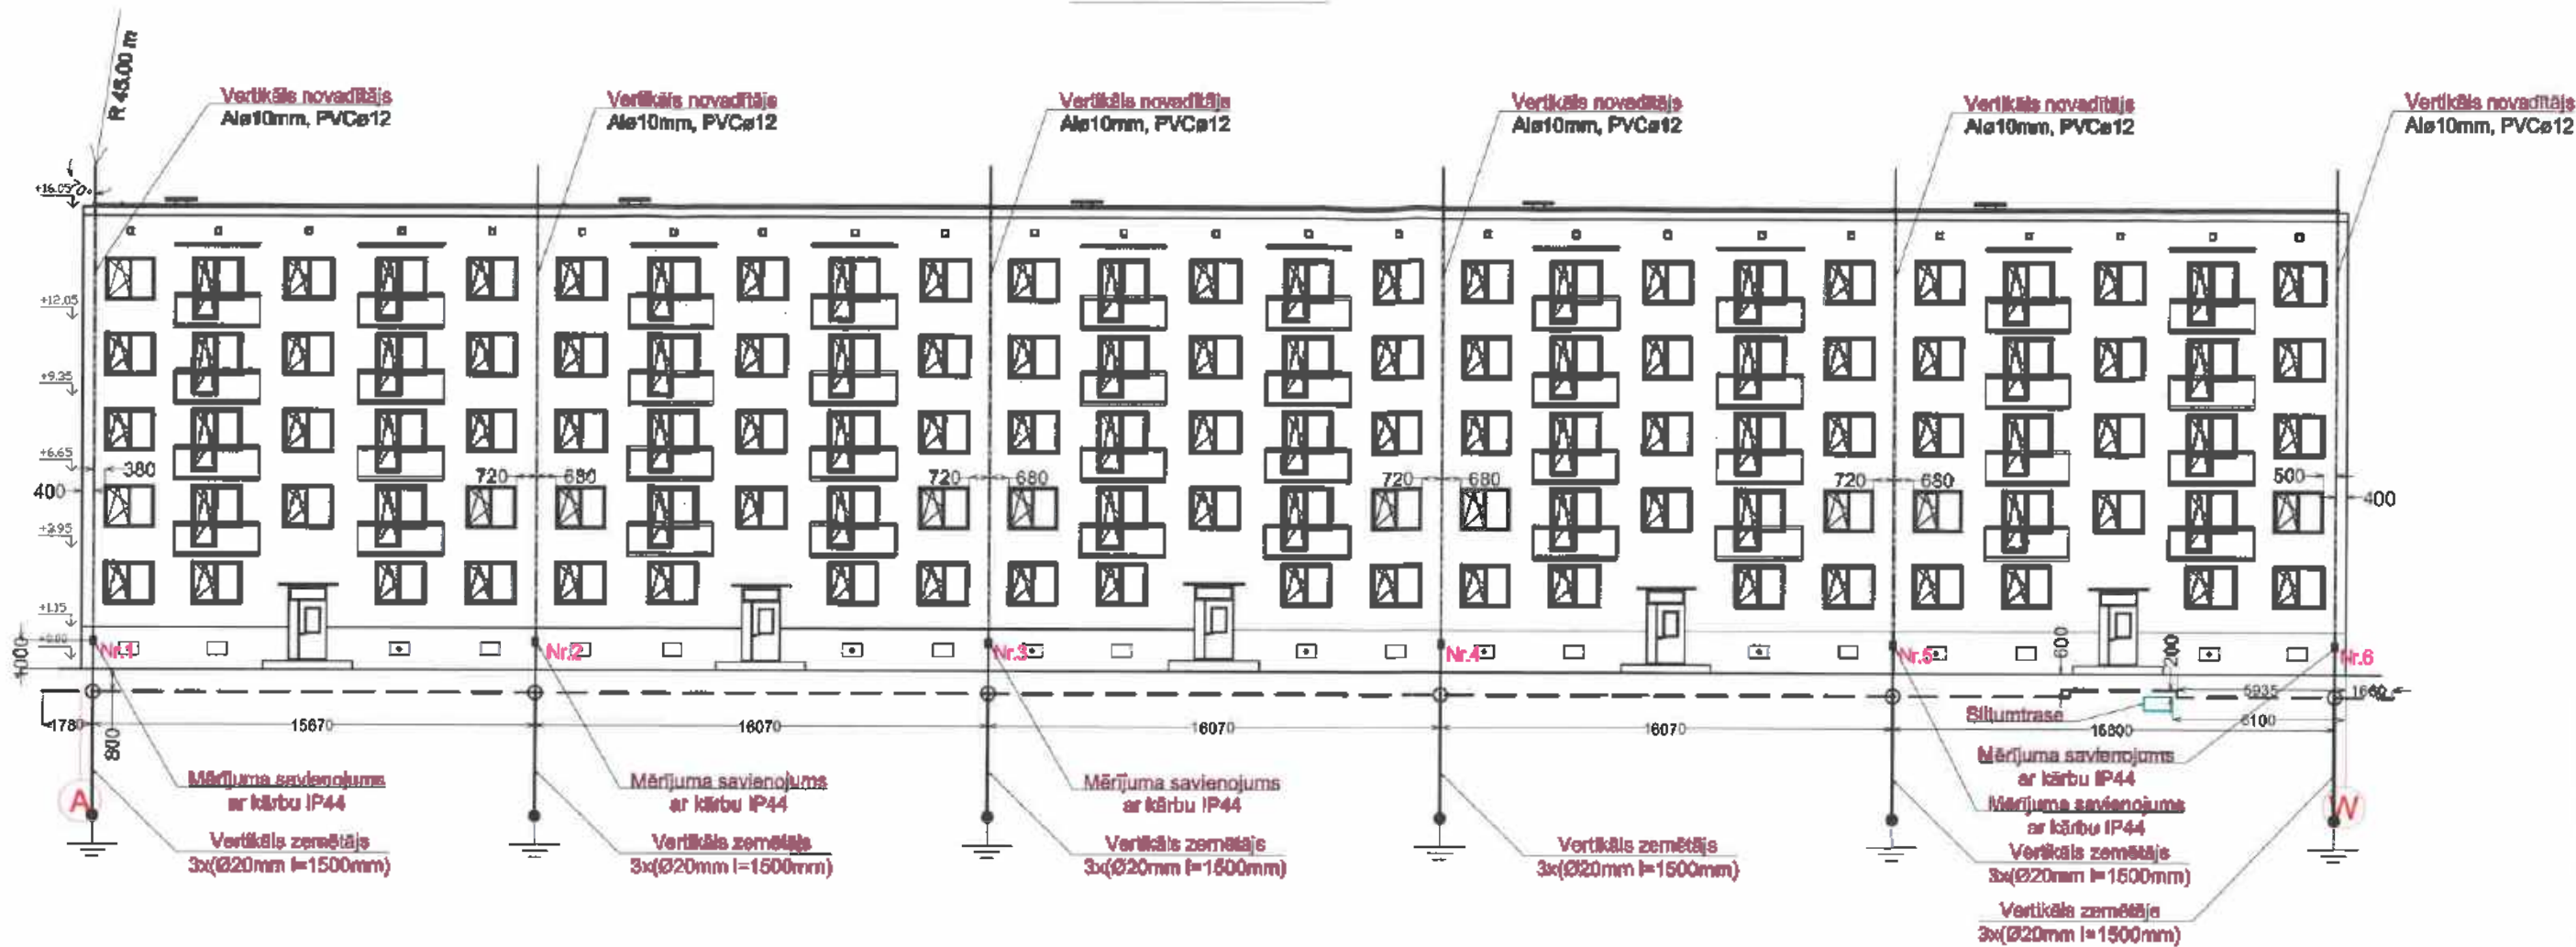 R 45.00 m
Vertikāls novadītājs
Alø10mm, PVCø12
Vertikāls novadītājs
Alø10mm, PVCø12
Vertikāls novadītājs
Alø10mm, PVCø12
Vertikāls novadītājs
Alø10mm, PVCø12
Vertikāls novadītājs
Alø10mm, PVCø12
Vertikāls novadītājs
Alø10mm, PVCø12
70°
+16.05
+12.05
+9.35
+6.65
380
720
680
720
680
720
680
720
680
500
400
400
+3.95
+1.15
±0.00
1000
Nr.1
Nr.2
Nr.3
Nr.4
Nr.5
600
200
Nr.6
5935
1660
Siltumtrase
6100
1780
15670
16070
16070
16070
15800
800
Mērījuma savienojums
ar kārbu IP44
Mērījuma savienojums
ar kārbu IP44
Mērījuma savienojums
ar kārbu IP44
Mērījuma savienojums
ar kārbu IP44
Mērījuma savienojums
ar kārbu IP44
A
W
Vertikāls zemētājs
3x(Ø20mm l=1500mm)
Vertikāls zemētājs
3x(Ø20mm l=1500mm)
Vertikāls zemētājs
3x(Ø20mm l=1500mm)
Vertikāls zemētājs
3x(Ø20mm l=1500mm)
Vertikāls zemētājs
3x(Ø20mm l=1500mm)
Vertikāls zemētājs
3x(Ø20mm l=1500mm)